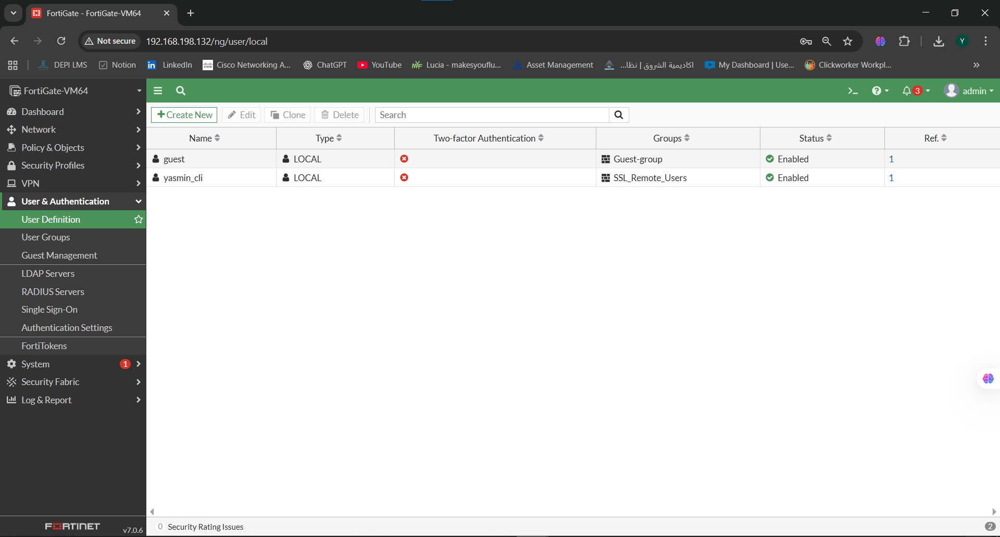 FortiGate - FortiGate-VM64
Not secure
192.168.198.132/ng/user/local
Y
DEPI LMS
Notion
LinkedIn
Cisco Networking A...
ChatGPT
YouTube
Lucia - makesyouflu...
Asset Management
اكاديمية الشروق | نظا...
My Dashboard | Use...
Clickworker Workpl...
FortiGate-VM64
3
admin
Dashboard
Network
Policy & Objects
Security Profiles
VPN
User & Authentication
User Definition
User Groups
Guest Management
LDAP Servers
RADIUS Servers
Single Sign-On
Authentication Settings
FortiTokens
System 1
Security Fabric
Log & Report
FORTINET v7.0.6
Create New Edit Clone Delete Search
Name Type Two-factor Authentication Groups Status Ref.
guest LOCAL Guest-group Enabled 1
yasmin_cli LOCAL SSL_Remote_Users Enabled 1
0 Security Rating Issues 2